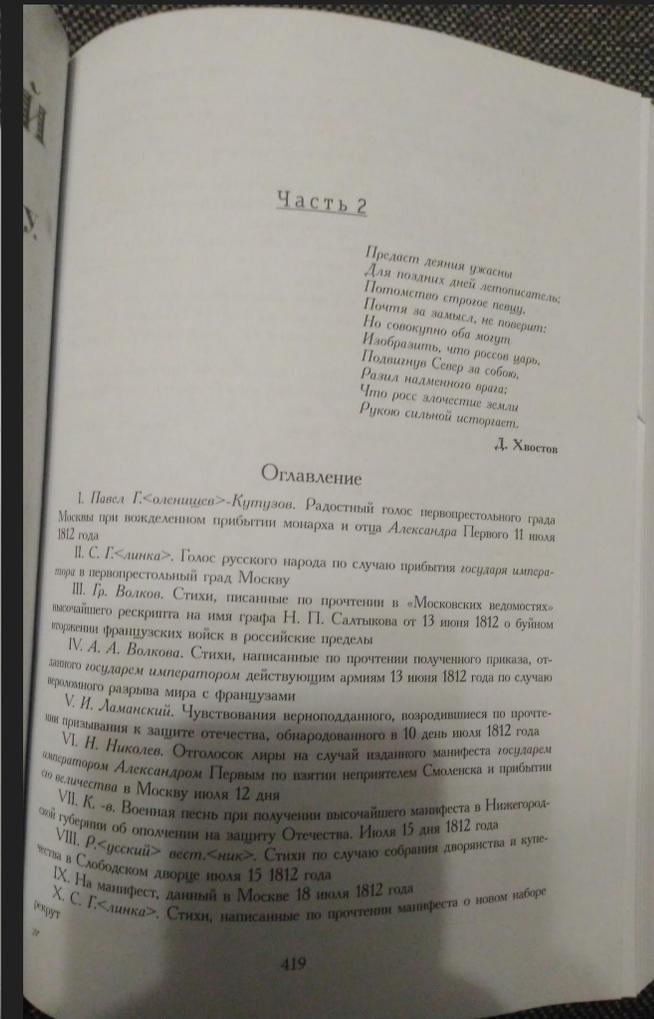 Й
У.
Часть 2
Предаст деяния ужасны
Для поздних дней летописатель;
Потомство строгое певцу,
Почтя за замысл, не поверит:
Но совокупно оба могут
Изобразить, что россов царь,
Подвигнув Север за собою,
Разил надменного врага;
Что росс злочестие земли
Рукою сильной исторгает.
Д. Хвостов
Оглавление
I. Павел Г.<оленищев>-Кутузов. Радостный голос первопрестольного града
Москвы при вожделенном прибытии монарха и отца Александра Первого 11 июля
1812 года
II. С. Г.<линка>. Голос русского народа по случаю прибытия государя импера-
тора в первопрестольный град Москву
III. Гр. Волков. Стихи, писанные по прочтении в «Московских ведомостях»
высочайшего рескрипта на имя графа Н. П. Салтыкова от 13 июня 1812 о буйном
вторжении французских войск в российские пределы
IV. А. А. Волкова. Стихи, написанные по прочтении полученного приказа, от-
данного государем императором действующим армиям 13 июня 1812 года по случаю
вероломного разрыва мира с французами
V. И. Ламанский. Чувствования верноподданного, возродившиеся по прочте-
нии призывания к защите отечества, обнародованного в 10 день июля 1812 года
VI. Н. Николев. Отголосок лиры на случай изданного манифеста государем
императором Александром Первым по взятии неприятелем Смоленска и прибытии
его величества в Москву июля 12 дня
VII. К. -в. Военная песнь при получении высочайшего манифеста в Нижегород-
ской губернии об ополчении на защиту Отечества. Июля 15 дня 1812 года
VIII. Р.<усский> вест.<ник>. Стихи по случаю собрания дворянства и купе-
чества в Слободском дворце июля 15 1812 года
IX. На манифест, данный в Москве 18 июля 1812 года
X. С. Г.<линка>. Стихи, написанные по прочтении манифеста о новом наборе
рекрут
419